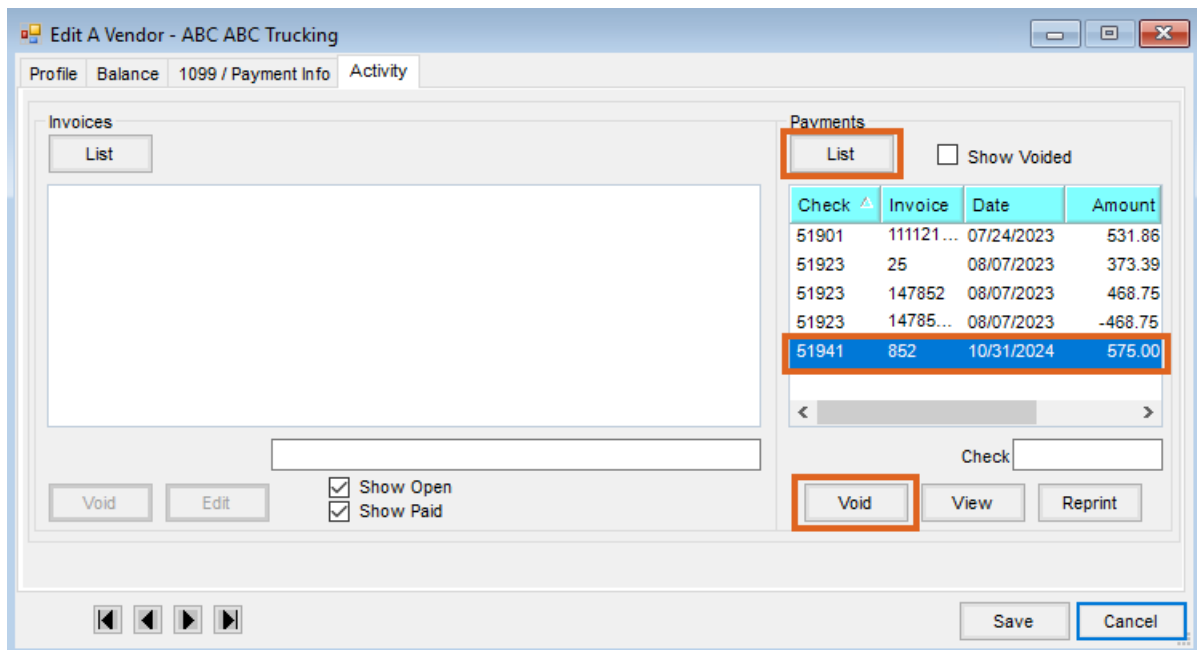 Edit A Vendor - ABC ABC Trucking
Profile Balance 1099 / Payment Info Activity
Invoices
List
Payments
List Show Voided
Check Invoice Date Amount
51901 111121... 07/24/2023 531.86
51923 25 08/07/2023 373.39
51923 147852 08/07/2023 468.75
51923 14785... 08/07/2023 -468.75
51941 852 10/31/2024 575.00
Check
Void Edit
Show Open
Show Paid
Void View Reprint
Save Cancel